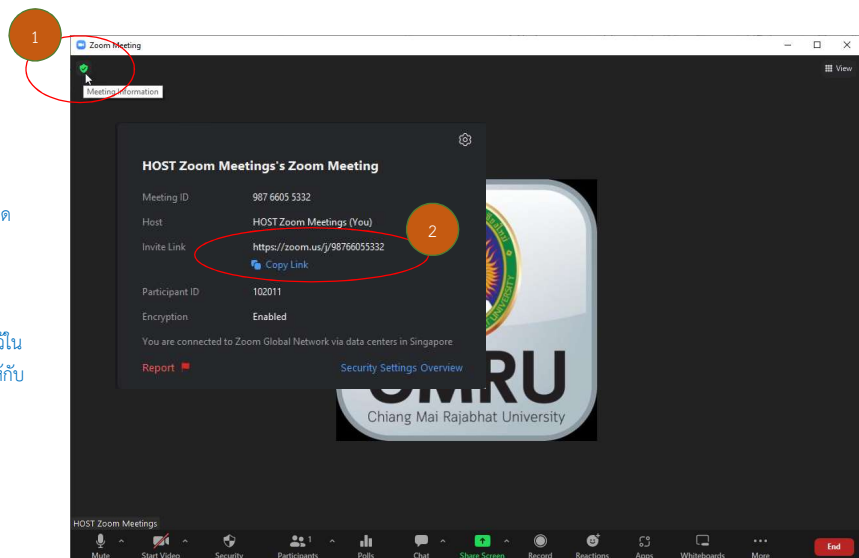 1
Zoom Meeting
View
Meeting Information
HOST Zoom Meetings's Zoom Meeting
Meeting ID 987 6605 5332
Host HOST Zoom Meetings (You)
2
Invite Link https://zoom.us/j/98766055332
Copy Link
Participant ID 102011
Encryption Enabled
You are connected to Zoom Global Network via data centers in Singapore
Report Security Settings Overview
Chiang Mai Rajabhat University
HOST Zoom Meetings
Mute Start Video Security Participants 1 Polls Chat Share Screen Record Reactions Apps Whiteboards More End